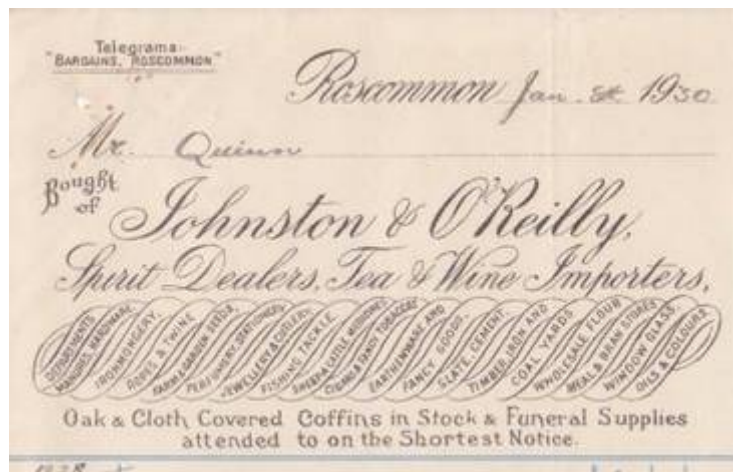 Telegrams:-
"BARGAINS, ROSCOMMON"
Roscommon Jan. 8th 1930
Mr. Quinn
Bought of
Johnston & O'Reilly,
Spirit Dealers, Tea & Wine Importers,
DEPARTMENTS
MANURES, HARDWARE,
IRONMONGERY,
ROPES & TWINE
FARM & GARDEN SEEDS,
PERFUMERY, STATIONERY
JEWELLERY & CUTLERY,
FISHING TACKLE,
SHEEP & CATTLE MEDICINES
CIGARS & FANCY TOBACCOS
EARTHENWARE AND
FANCY GOODS,
SLATE, CEMENT,
TIMBER, IRON AND
COAL YARDS
WHOLESALE FLOUR
MEAL & BRAN STORES
WINDOW GLASS,
OILS & COLOURS.
Oak & Cloth Covered Coffins in Stock & Funeral Supplies
attended to on the Shortest Notice.